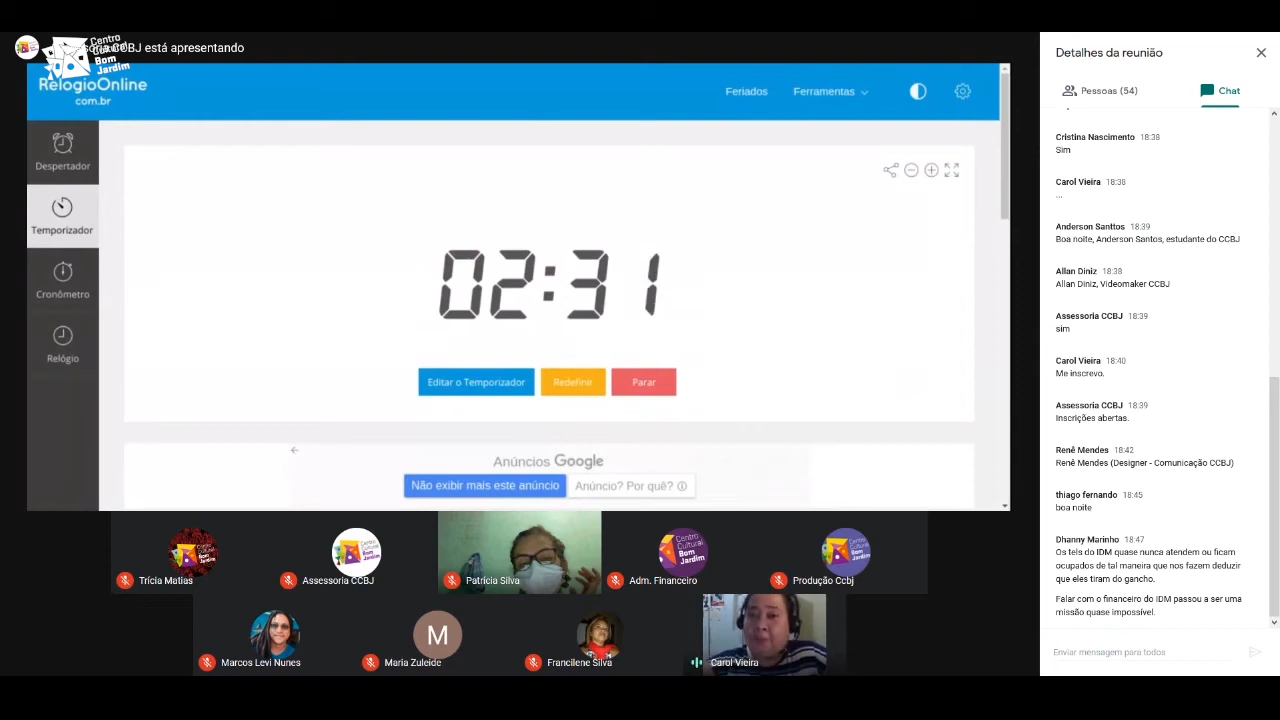 CCBJ está apresentando
Centro
Cultural
Bom
Jardim
RelogioOnline
com.br
Feriados
Ferramentas
Despertador
Temporizador
Cronômetro
Relógio
02:31
Editar o Temporizador
Redefinir
Parar
Anúncios Google
Não exibir mais este anúncio
Anúncio? Por quê?
Trícia Matias
Assessoria CCBJ
Patricia Silva
Adm. Financeiro
Produção Ccbj
Marcos Levi Nunes
M
Maria Zuleide
Francilene Silva
Carol Vieira
Detalhes da reunião
Pessoas (54)
Chat
Cristina Nascimento 18:38
Sim
Carol Vieira 18:38
...
Anderson Santtos 18:39
Boa noite, Anderson Santos, estudante do CCBJ
Allan Diniz 18:38
Allan Diniz, Videomaker CCBJ
Assessoria CCBJ 18:39
sim
Carol Vieira 18:40
Me inscrevo.
Assessoria CCBJ 18:39
Inscrições abertas.
Renê Mendes 18:42
Renê Mendes (Designer - Comunicação CCBJ)
thiago fernando 18:45
boa noite
Dhanny Marinho 18:47
Os tels do IDM quase nunca atendem ou ficam
ocupados de tal maneira que nos fazem deduzir
que eles tiram do gancho.
Falar com o financeiro do IDM passou a ser uma
missão quase impossível.
Enviar mensagem para todos